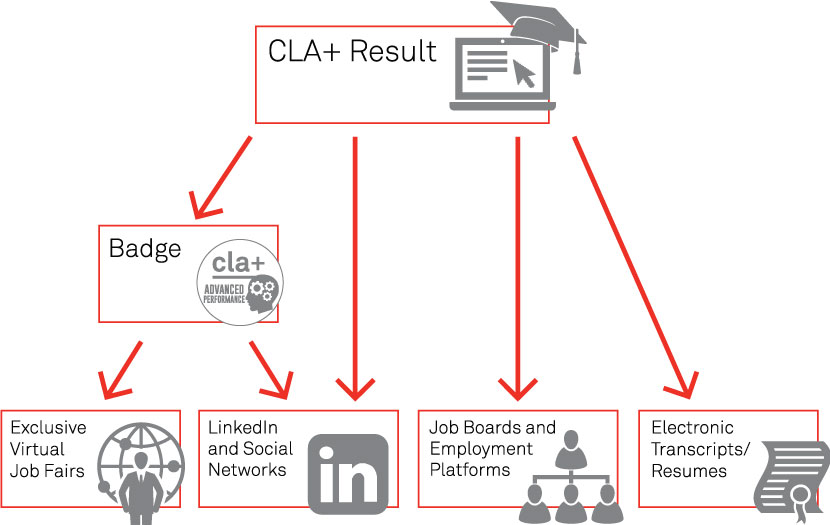 CLA+ Result
Badge
cla+
ADVANCED
PERFORMANCE
Exclusive
Virtual
Job Fairs
LinkedIn
and Social
Networks
in
Job Boards and
Employment
Platforms
Electronic
Transcripts/
Resumes